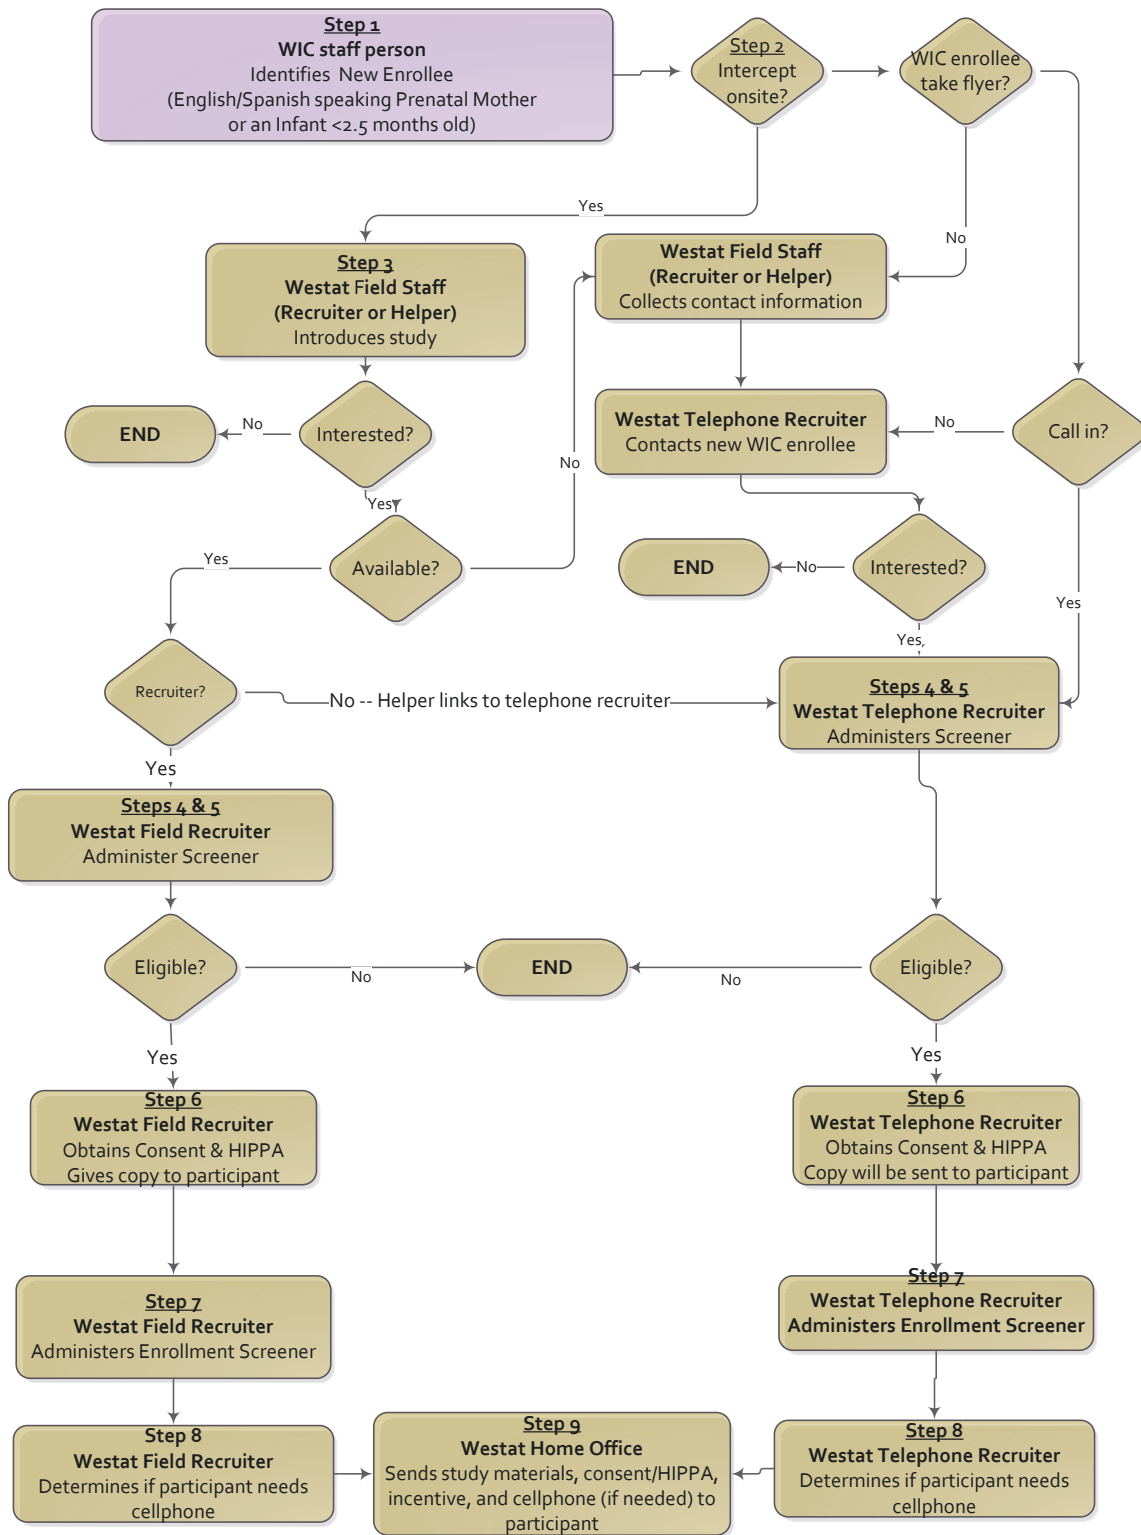 Step 1
WIC staff person
Identifies New Enrollee
(English/Spanish speaking Prenatal Mother
or an Infant <2.5 months old)
Step 2
Intercept
onsite?
WIC enrollee
take flyer?
Yes
No
Step 3
Westat Field Staff
(Recruiter or Helper)
Introduces study
Westat Field Staff
(Recruiter or Helper)
Collects contact information
END
No
Interested?
Westat Telephone Recruiter
Contacts new WIC enrollee
No
Call in?
No
Yes
Yes
Available?
END
No
Interested?
Yes
Yes
Recruiter?
No -- Helper links to telephone recruiter
Steps 4 & 5
Westat Telephone Recruiter
Administers Screener
Yes
Steps 4 & 5
Westat Field Recruiter
Administer Screener
Eligible?
No
END
No
Eligible?
Yes
Yes
Step 6
Westat Field Recruiter
Obtains Consent & HIPPA
Gives copy to participant
Step 6
Westat Telephone Recruiter
Obtains Consent & HIPPA
Copy will be sent to participant
Step 7
Westat Field Recruiter
Administers Enrollment Screener
Step 7
Westat Telephone Recruiter
Administers Enrollment Screener
Step 8
Westat Field Recruiter
Determines if participant needs
cellphone
Step 9
Westat Home Office
Sends study materials, consent/HIPPA,
incentive, and cellphone (if needed) to
participant
Step 8
Westat Telephone Recruiter
Determines if participant needs
cellphone